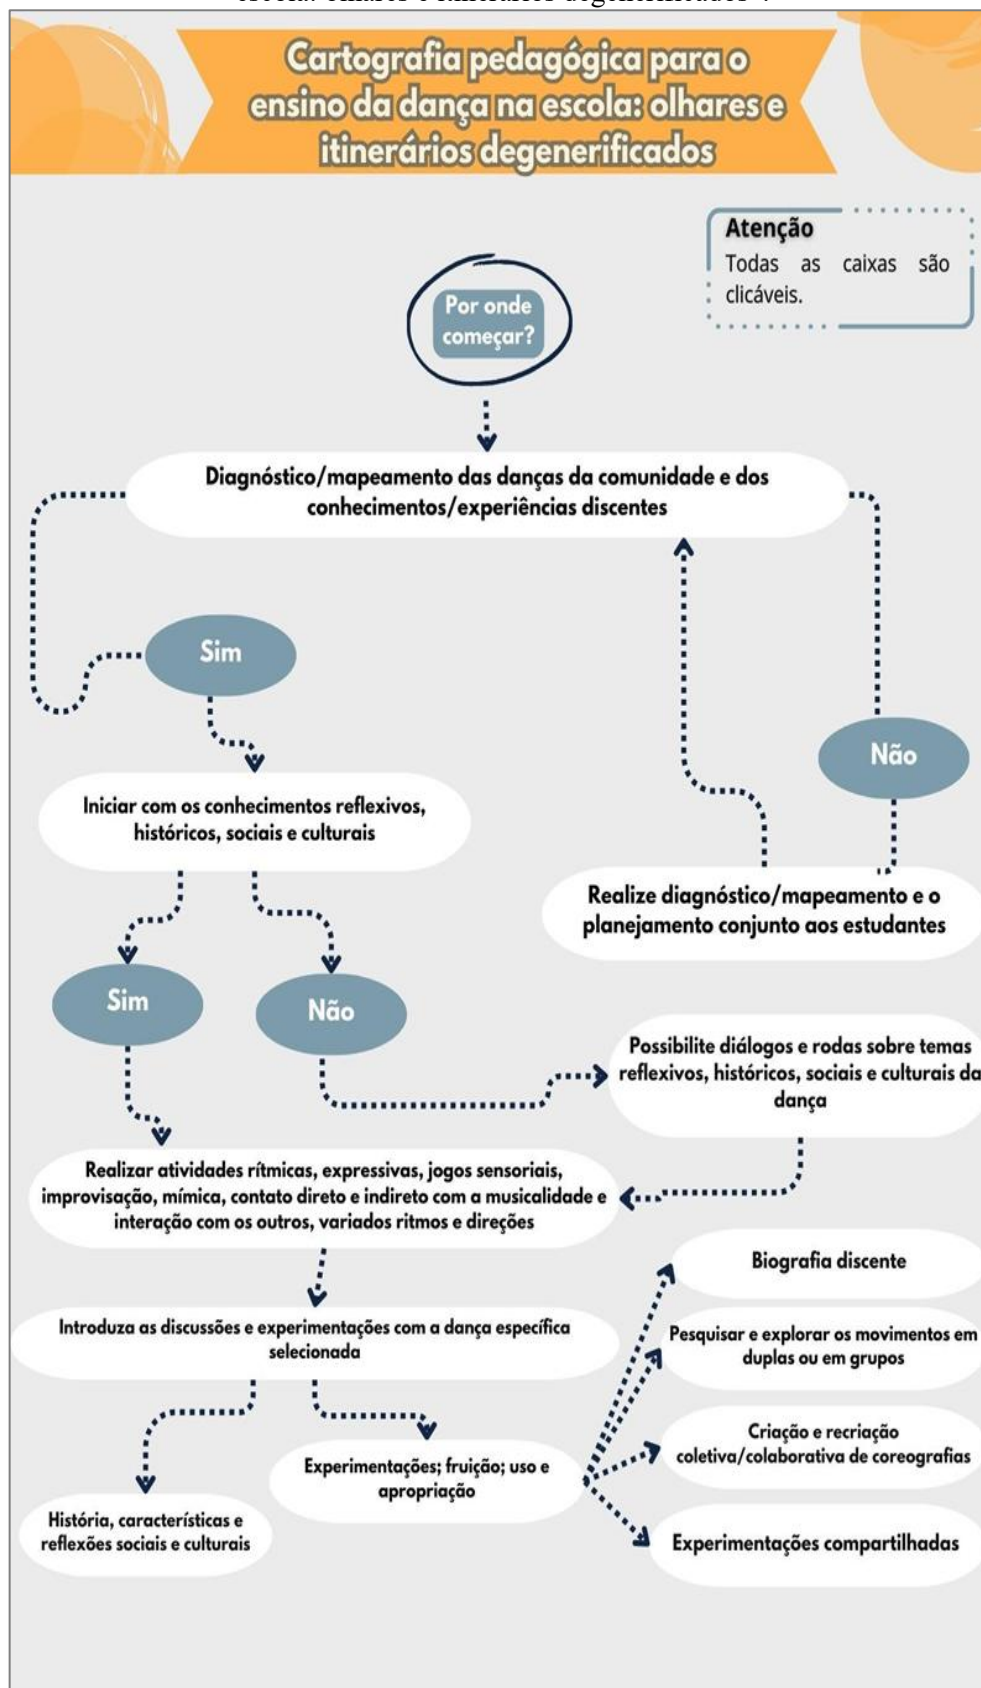 escola: olhares e itinerários degenerificados".
Cartografia pedagógica para o
ensino da dança na escola: olhares e
itinerários degenerificados
Atenção
Todas as caixas são
clicáveis.
Por onde
começar?
Diagnóstico/mapeamento das danças da comunidade e dos
conhecimentos/experiências discentes
Sim
Não
Iniciar com os conhecimentos reflexivos,
históricos, sociais e culturais
Realize diagnóstico/mapeamento e o
planejamento conjunto aos estudantes
Sim
Não
Possibilite diálogos e rodas sobre temas
reflexivos, históricos, sociais e culturais da
dança
Realizar atividades rítmicas, expressivas, jogos sensoriais,
improvisação, mímica, contato direto e indireto com a musicalidade e
interação com os outros, variados ritmos e direções
Introduza as discussões e experimentações com a dança específica
selecionada
Biografia discente
Pesquisar e explorar os movimentos em
duplas ou em grupos
Criação e recriação
coletiva/colaborativa de coreografias
Experimentações compartilhadas
Experimentações; fruição; uso e
apropriação
História, características e
reflexões sociais e culturais